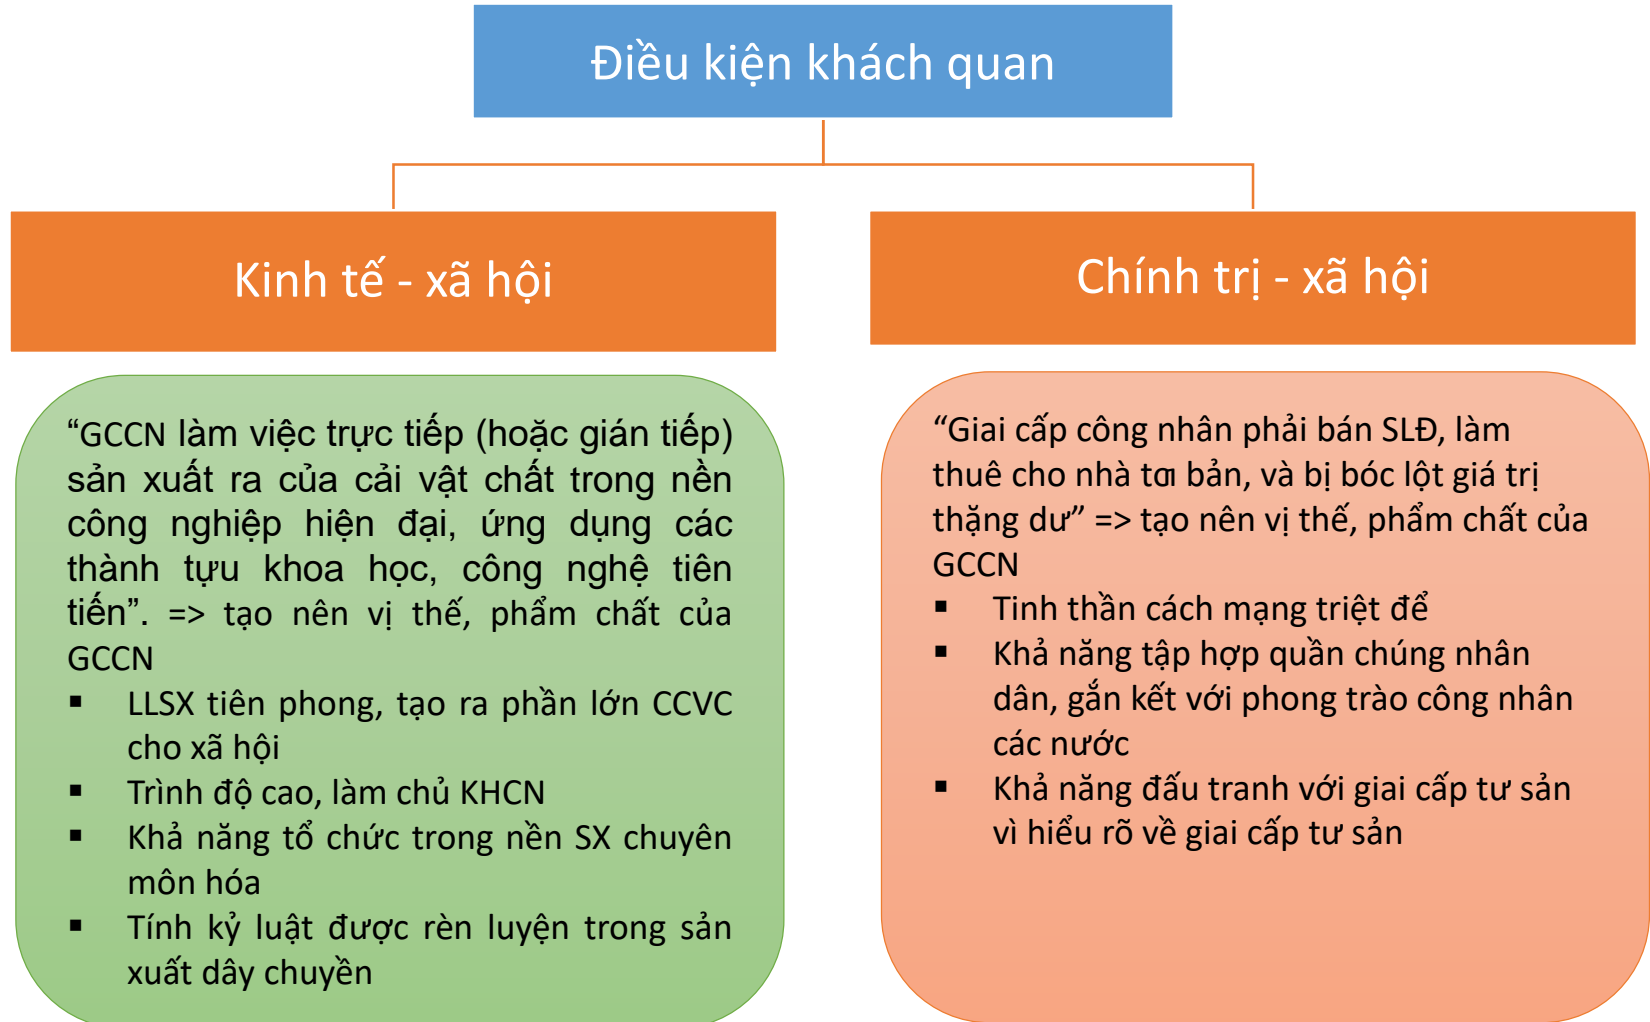 Điều kiện khách quan
Kinh tế - xã hội
Chính trị - xã hội
“GCCN làm việc trực tiếp (hoặc gián tiếp)
sản xuất ra của cải vật chất trong nền
công nghiệp hiện đại, ứng dụng các
thành tựu khoa học, công nghệ tiên
tiến”. => tạo nên vị thế, phẩm chất của
GCCN
▪ LLSX tiên phong, tạo ra phần lớn CCVC
cho xã hội
▪ Trình độ cao, làm chủ KHCN
▪ Khả năng tổ chức trong nền SX chuyên
môn hóa
▪ Tính kỷ luật được rèn luyện trong sản
xuất dây chuyền
“Giai cấp công nhân phải bán SLĐ, làm
thuê cho nhà tơi bản, và bị bóc lột giá trị
thặng dư” => tạo nên vị thế, phẩm chất của
GCCN
▪ Tinh thần cách mạng triệt để
▪ Khả năng tập hợp quần chúng nhân
dân, gắn kết với phong trào công nhân
các nước
▪ Khả năng đấu tranh với giai cấp tư sản
vì hiểu rõ về giai cấp tư sản